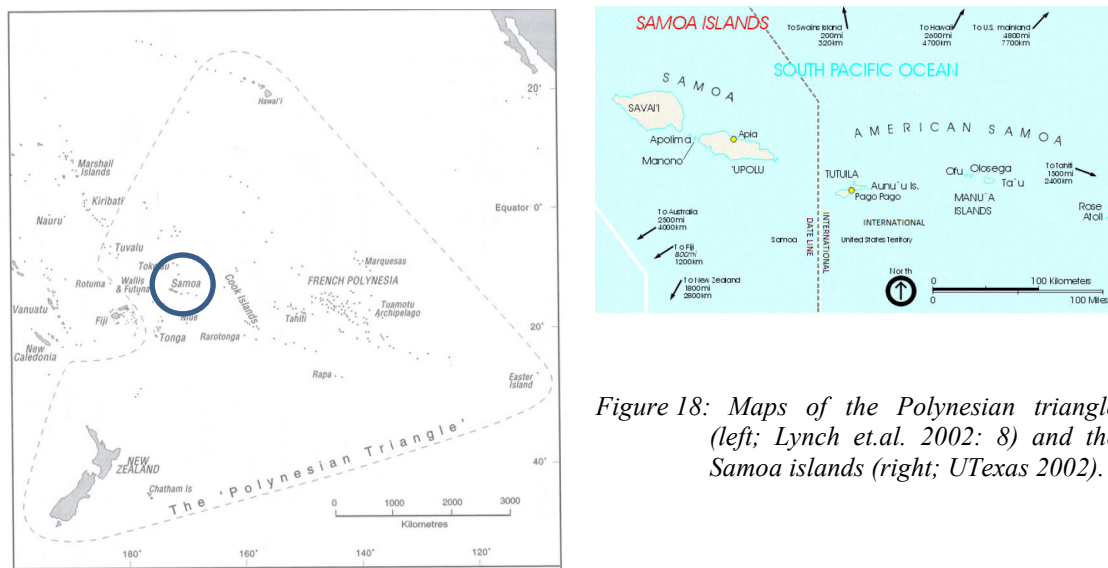 20˚
Hawai'i
Marshall
Islands
Kiribati
Equator 0˚
Nauru
Tuvalu
Tokelau
Marquesas
Rotuma
Wallis
& Futuna
Samoa
FRENCH POLYNESIA
Cook Islands
Vanuatu
Fiji
Niue
Tahiti
Tuamotu
Archipelago
Tonga
Rarotonga
20˚
New
Caledonia
Rapa
Easter
Island
The 'Polynesian Triangle'
NEW
ZEALAND
40˚
Chatham Is
0 1000 2000 3000
Kilometres
180˚ 160˚ 140˚ 120˚
SAMOA ISLANDS
To Swains Island
200mi
320km
To Hawaii
2600mi
4700km
To U.S. mainland
4800mi
7700km
SOUTH PACIFIC OCEAN
SAMOA
SAVAI'I
Apolima
Apia
Manono
'UPOLU
AMERICAN SAMOA
TUTUILA
Aunu`u Is.
Pago Pago
Ofu
Olosega
Ta`u
MANU`A
ISLANDS
To Tahiti
1500mi
2400km
Rose
Atoll
To Australia
2500mi
4000km
To Fiji
800mi
1200km
To New Zealand
1800mi
2800km
INTERNATIONAL
DATE LINE
INTERNATIONAL
INTERNATIONAL
Samoa
United States Territory
North
0 100 Kilometers
0 100 Miles
Figure 18: Maps of the Polynesian triangle
(left; Lynch et.al. 2002: 8) and the
Samoa islands (right; UTexas 2002).